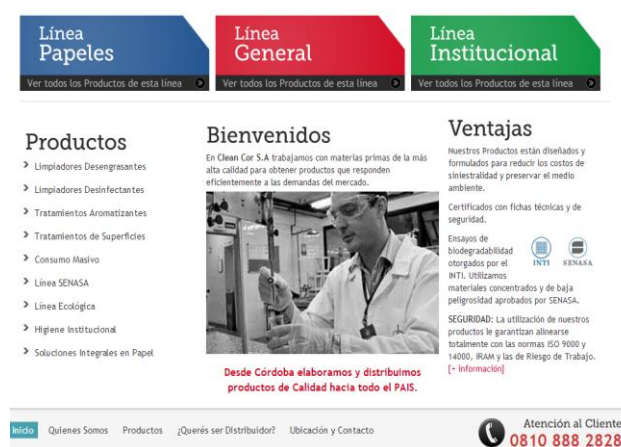 Línea
Papeles
Ver todos los Productos de esta línea
Línea
General
Ver todos los Productos de esta línea
Línea
Institucional
Ver todos los Productos de esta línea
Productos
Limpiadores Desengrasantes
Limpiadores Desinfectantes
Tratamientos Aromatizantes
Tratamientos de Superficies
Consumo Masivo
Línea SENASA
Línea Ecológica
Higiene Institucional
Soluciones Integrales en Papel
Bienvenidos
En Clean Cor S.A trabajamos con materias primas de la más
alta calidad para obtener productos que responden
eficientemente a las demandas del mercado.
Desde Córdoba elaboramos y distribuimos
productos de Calidad hacia todo el PAIS.
Ventajas
Nuestros Productos están diseñados y
formulados para reducir los costos de
siniestralidad y preservar el medio
ambiente.
Certificados con fichas técnicas y de
seguridad.
Ensayos de
biodegradabilidad
otorgados por el
INTI. Utilizamos
materiales concentrados y de baja
peligrosidad aprobados por SENASA.
INTI
SENASA
SEGURIDAD: La utilización de nuestros
productos le garantizan alinearse
totalmente con las normas ISO 9000 y
14000, IRAM y las de Riesgo de Trabajo.
[+ información]
Inicio
Quienes Somos
Productos
¿Querés ser Distribuidor?
Ubicación y Contacto
Atención al Cliente
0810 888 2828